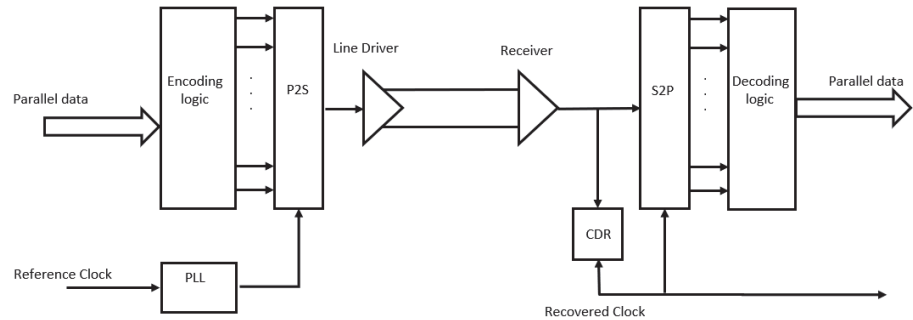 Line Driver
Receiver
Encoding
logic
P2S
S2P
Decoding
logic
Parallel data
Parallel data
CDR
Reference Clock
PLL
Recovered Clock